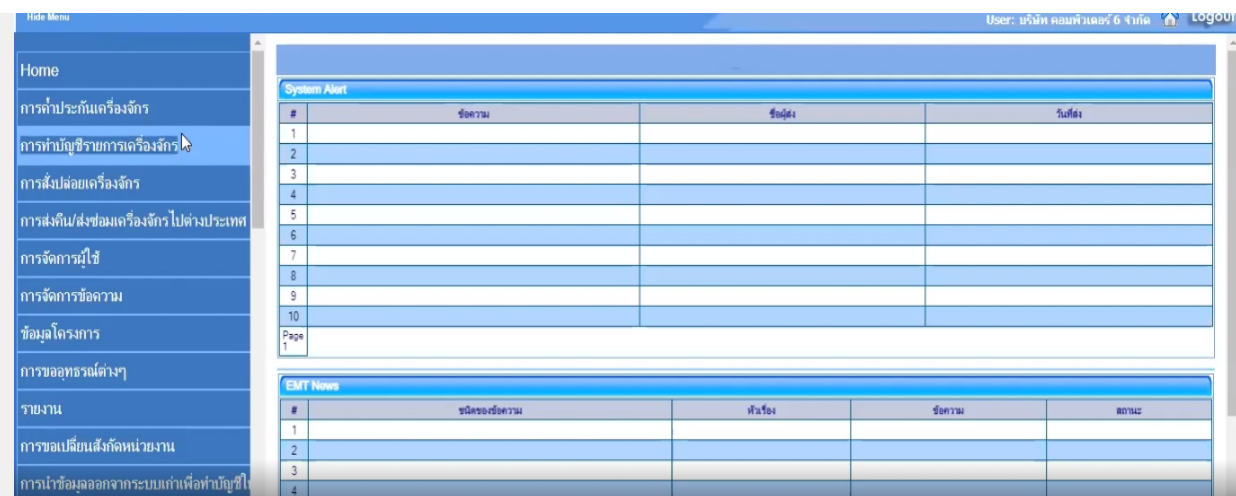 Hide Menu
User: บริษัท คอมพิวเตอร์ 6 จำกัด
Logout
Home
การค้ำประกันเครื่องจักร
การทำบัญชีรายการเครื่องจักร
การสั่งปล่อยเครื่องจักร
การส่งคืน/ส่งซ่อมเครื่องจักรไปต่างประเทศ
การจัดการผู้ใช้
การจัดการข้อความ
ข้อมูลโครงการ
การขออุทธรณ์ต่างๆ
รายงาน
การขอเปลี่ยนสังกัดหน่วยงาน
การนำข้อมูลออกจากระบบเก่าเพื่อทำบัญชี
System Alert
# ข้อความ ชื่อผู้ส่ง วันที่ส่ง
1
2
3
4
5
6
7
8
9
10
Page
1
EMT News
# ชนิดของข้อความ หัวเรื่อง ข้อความ สถานะ
1
2
3
4